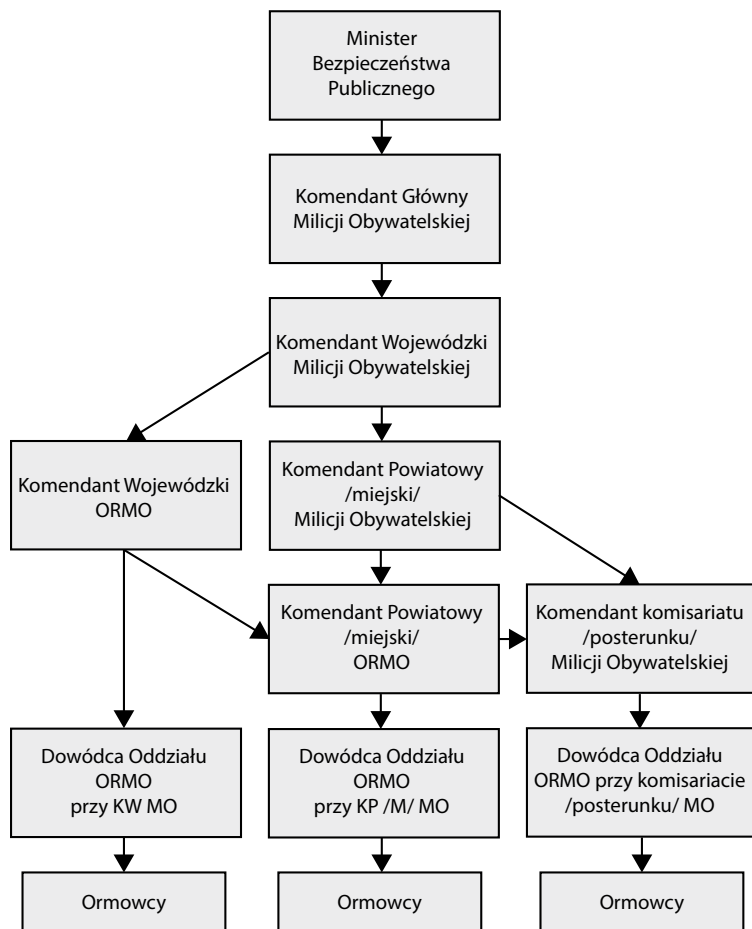 Minister
Bezpieczeństwa
Publicznego
Komendant Główny
Milicji Obywatelskiej
Komendant Wojewódzki
Milicji Obywatelskiej
Komendant Wojewódzki
ORMO
Komendant Powiatowy
/miejski/
Milicji Obywatelskiej
Komendant Powiatowy
/miejski/
ORMO
Komendant komisariatu
/posterunku/
Milicji Obywatelskiej
Dowódca Oddziału
ORMO
przy KW MO
Dowódca Oddziału
ORMO
przy KP /M/ MO
Dowódca Oddziału
ORMO przy komisariacie
/posterunku/ MO
Ormowcy
Ormowcy
Ormowcy